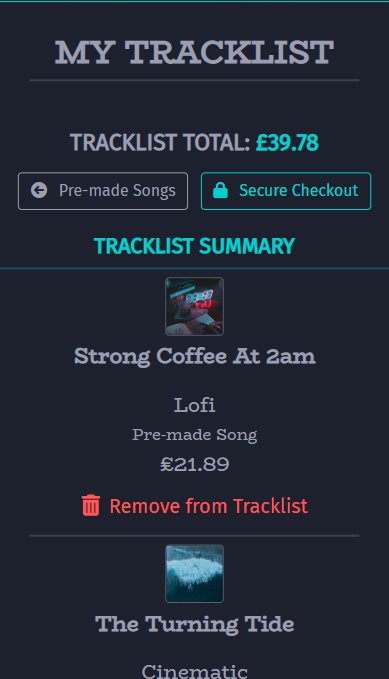 MY TRACKLIST
TRACKLIST TOTAL: £39.78
Pre-made Songs
Secure Checkout
TRACKLIST SUMMARY
Strong Coffee At 2am
Lofi
Pre-made Song
£21.89
Remove from Tracklist
The Turning Tide
Cinematic